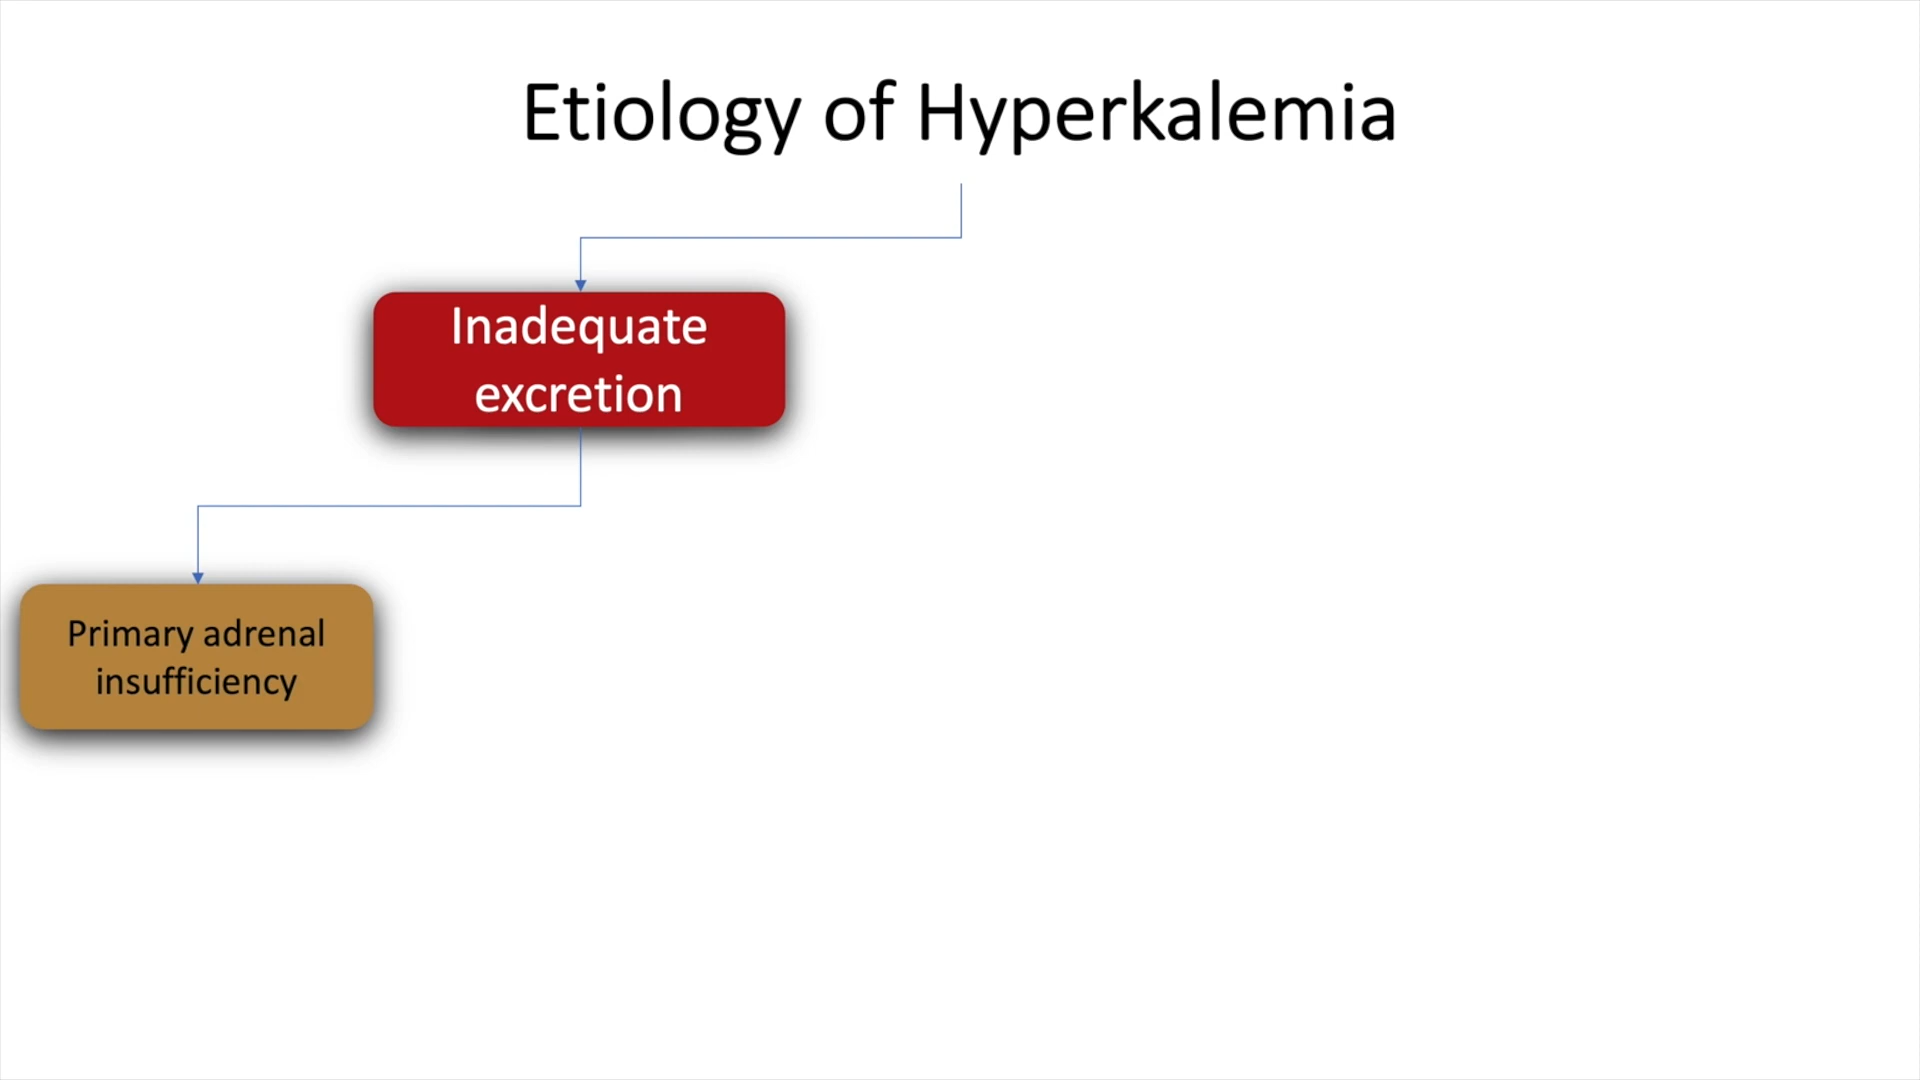 Etiology of Hyperkalemia
Inadequate
excretion
Primary adrenal
insufficiency